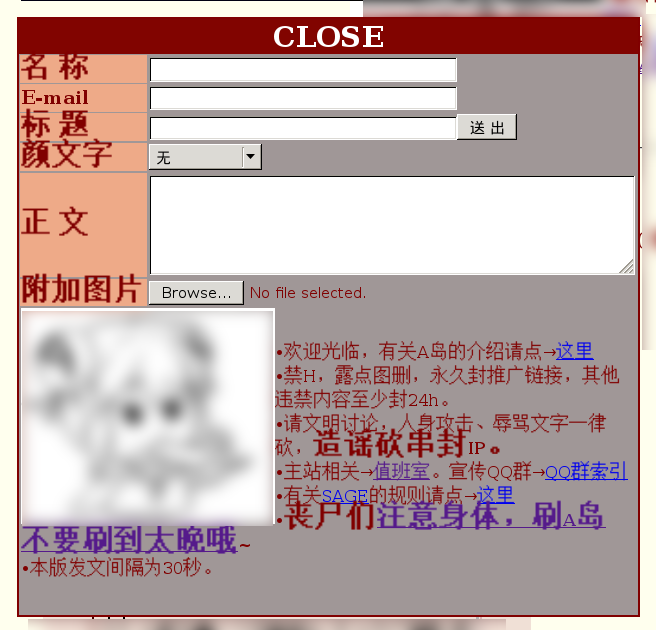 CLOSE
名 称
E-mail
标 题
送 出
颜文字
无
正 文
附加图片
Browse... No file selected.
•欢迎光临，有关A岛的介绍请点→这里
•禁H，露点图删，永久封推广链接，其他
违禁内容至少封24h。
•请文明讨论，人身攻击、辱骂文字一律
砍，造谣砍串封IP。
•主站相关→值班室。宣传QQ群→QQ群索引
•有关SAGE的规则请点→这里
•丧尸们注意身体，刷A岛
不要刷到太晚哦~
•本版发文间隔为30秒。